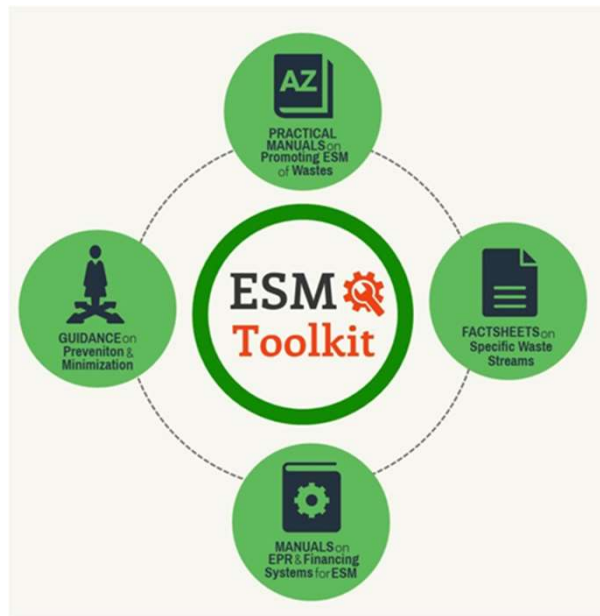 AZ
PRACTICAL
MANUALS on
Promoting ESM
of Wastes
ESM
Toolkit
GUIDANCE on
Preveniton &
Minimization
FACTSHEETS on
Specific Waste
Streams
MANUALS on
EPR & Financing
Systems for ESM